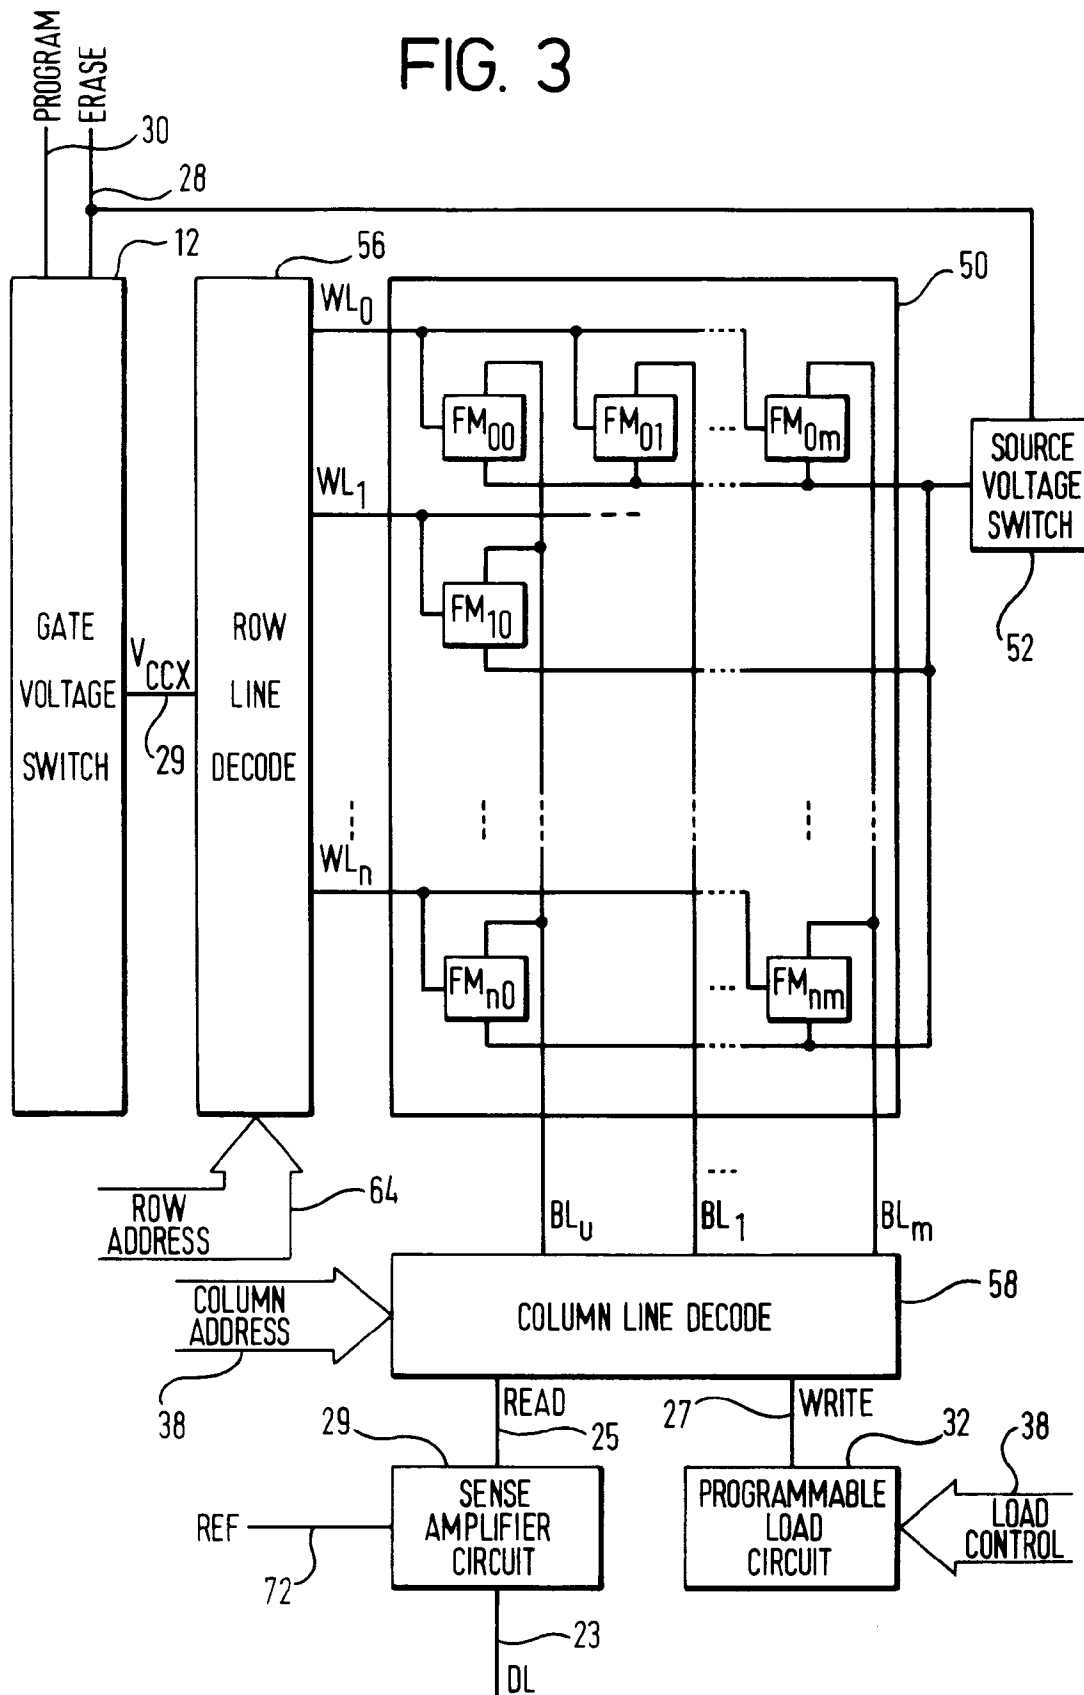 FIG. 3
PROGRAM
ERASE
30
28
12
56
50
WL0
FM00
FM01
...
FM0m
SOURCE
VOLTAGE
SWITCH
52
WL1
FM10
GATE
VOLTAGE
SWITCH
VCCX
29
ROW
LINE
DECODE
WLn
FMn0
...
FMnm
ROW
ADDRESS
64
...
BLU
BL1
BLm
COLUMN
ADDRESS
38
COLUMN LINE DECODE
58
READ
25
27
WRITE
29
SENSE
AMPLIFIER
CIRCUIT
REF
72
32
PROGRAMMABLE
LOAD
CIRCUIT
38
LOAD
CONTROL
23
DL